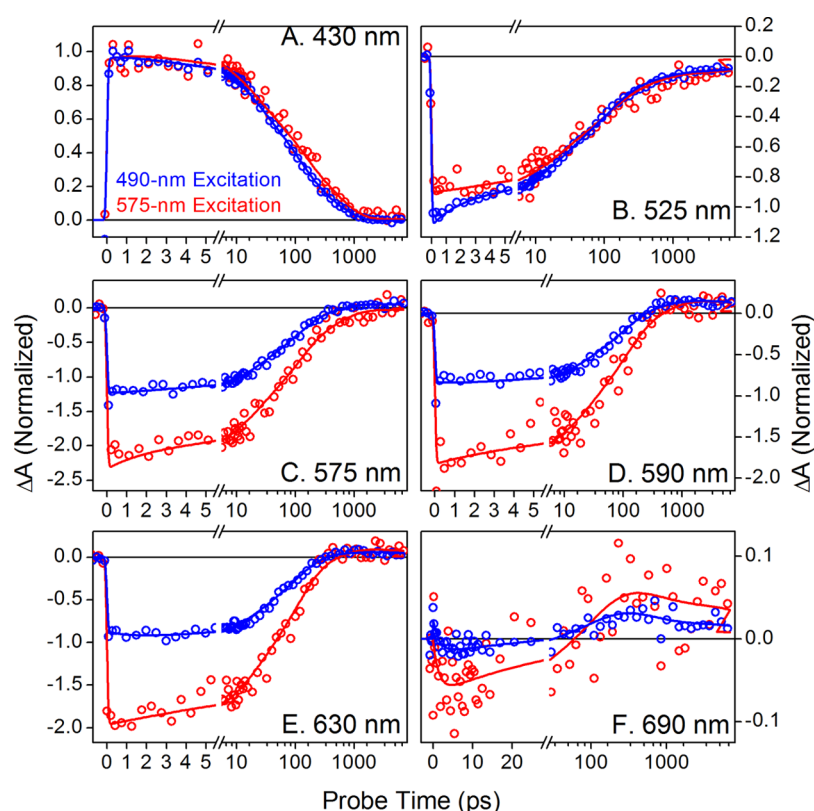 A. 430 nm
1.0
0.8
0.6
0.4
0.2
0.0
490-nm Excitation
575-nm Excitation
0 1 2 3 4 5 10 100 1000
B. 525 nm
0.2
0.0
-0.2
-0.4
-0.6
-0.8
-1.0
-1.2
0 1 2 3 4 5 10 100 1000
ΔA (Normalized)
C. 575 nm
0.0
-0.5
-1.0
-1.5
-2.0
-2.5
0 1 2 3 4 5 10 100 1000
D. 590 nm
0.0
-0.5
-1.0
-1.5
-2.0
0 1 2 3 4 5 10 100 1000
ΔA (Normalized)
E. 630 nm
0.0
-0.5
-1.0
-1.5
-2.0
0 1 2 3 4 5 10 100 1000
F. 690 nm
0.1
0.0
-0.1
0 10 20 100 1000
Probe Time (ps)